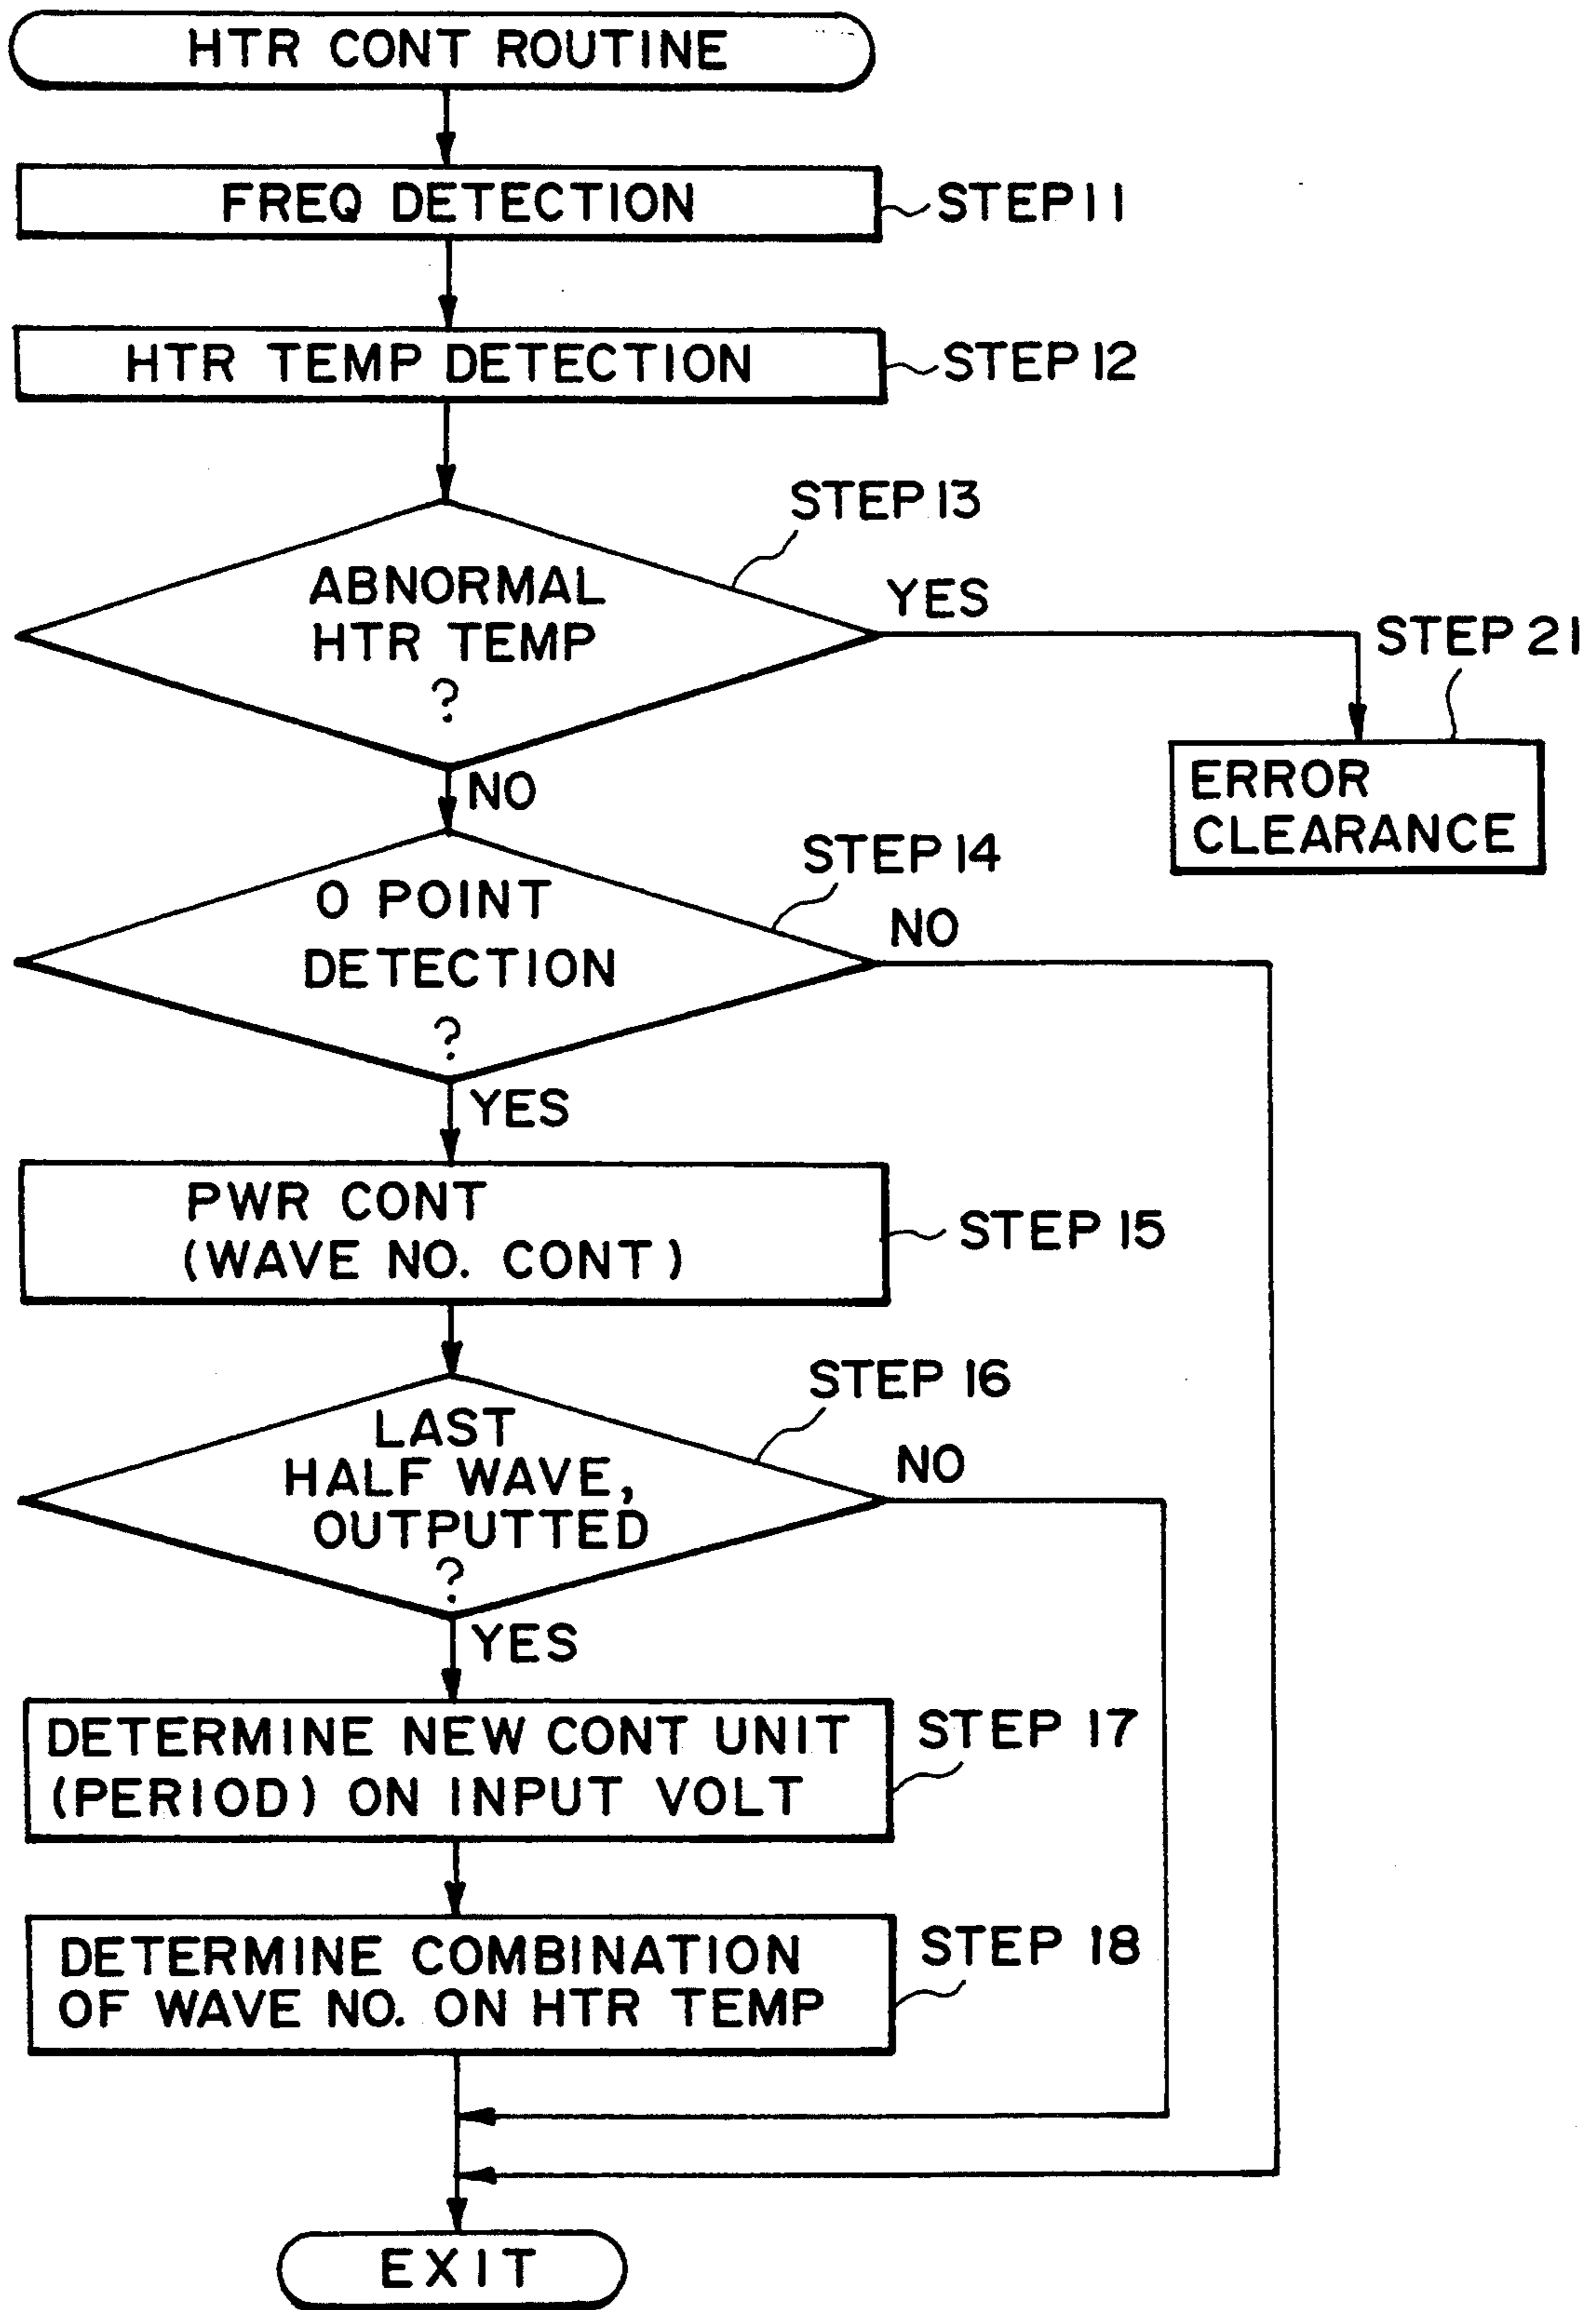 HTR CONT ROUTINE
FREQ DETECTION
STEP 11
HTR TEMP DETECTION
STEP 12
STEP 13
ABNORMAL
HTR TEMP
?
YES
NO
STEP 21
ERROR
CLEARANCE
STEP 14
0 POINT
DETECTION
?
NO
YES
PWR CONT
(WAVE NO. CONT)
STEP 15
STEP 16
LAST
HALF WAVE,
OUTPUTTED
?
NO
YES
DETERMINE NEW CONT UNIT
(PERIOD) ON INPUT VOLT
STEP 17
DETERMINE COMBINATION
OF WAVE NO. ON HTR TEMP
STEP 18
EXIT